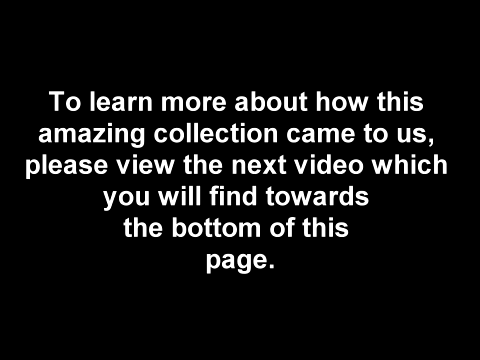 To learn more about how this
amazing collection came to us,
please view the next video which
you will find towards
the bottom of this
page.